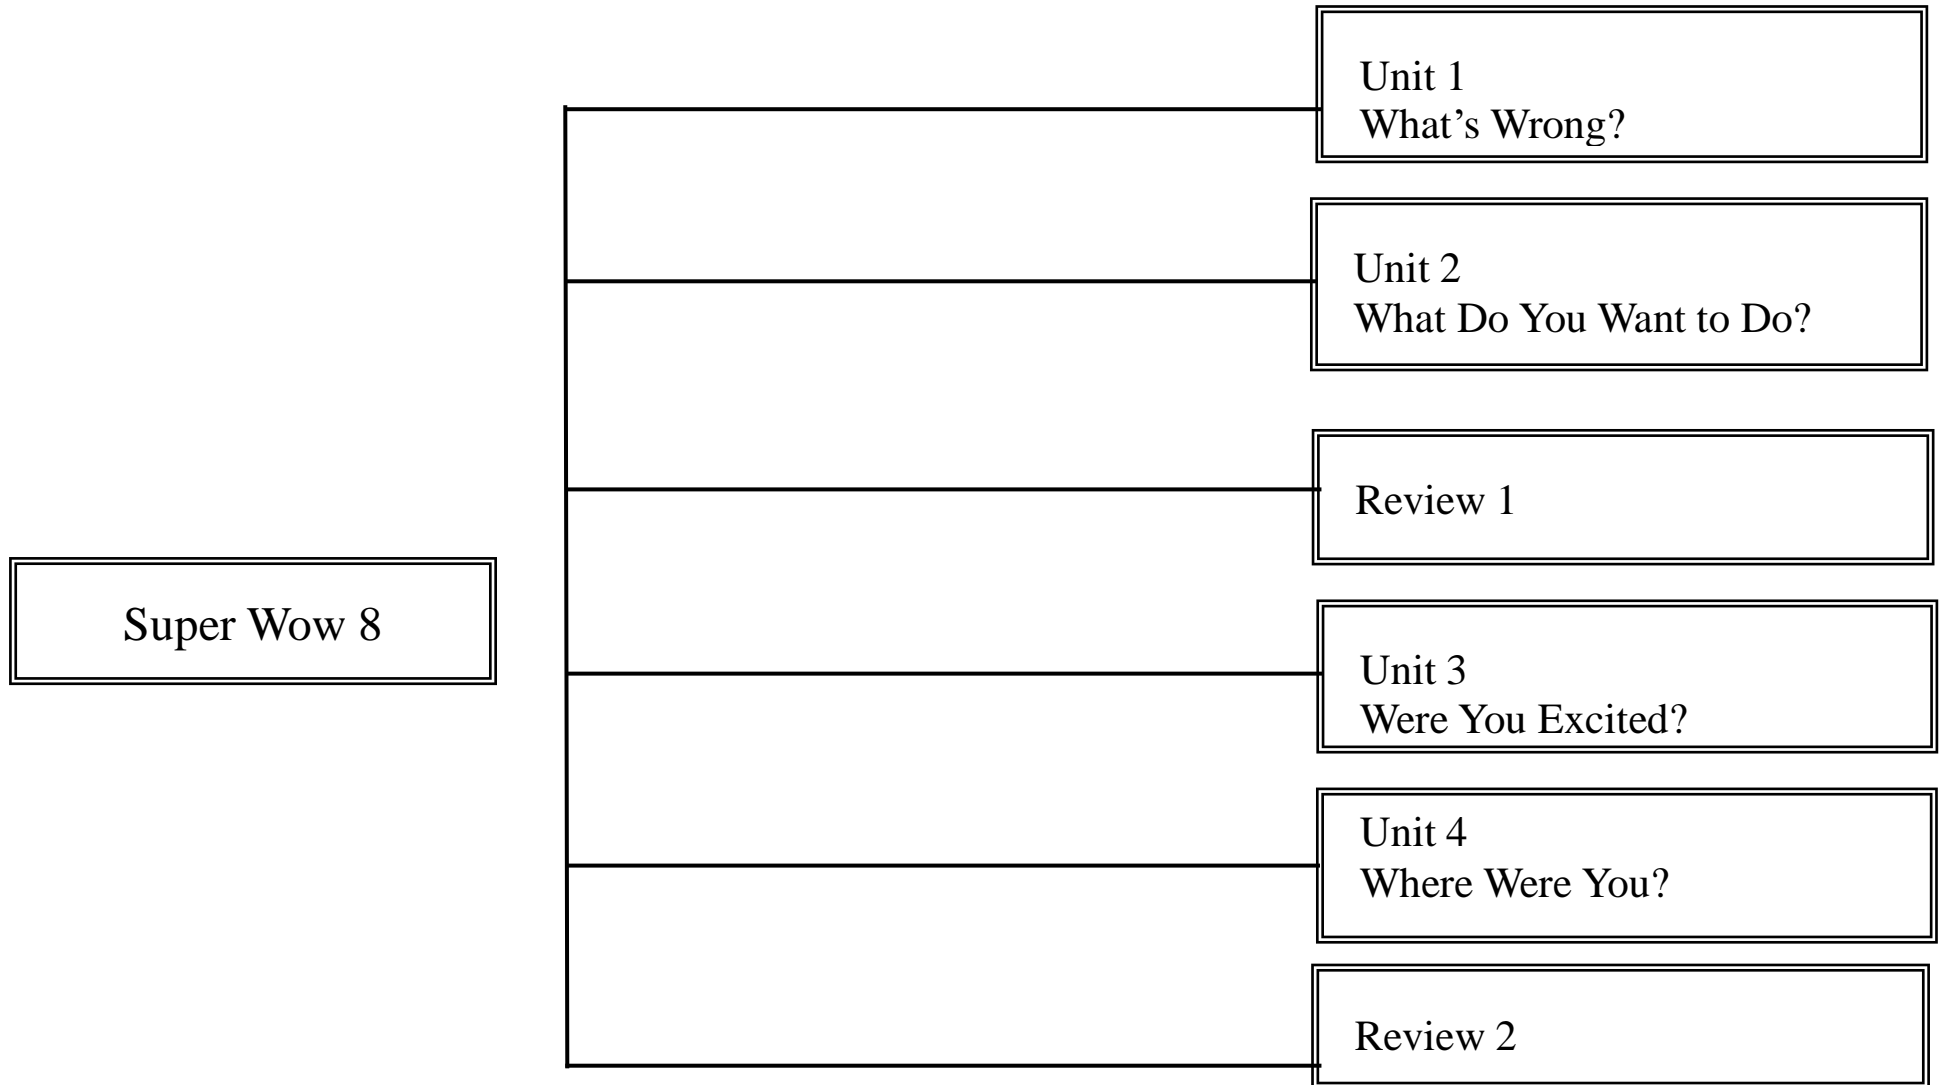 Unit 1
What’s Wrong?
Unit 2
What Do You Want to Do?
Review 1
Super Wow 8
Unit 3
Were You Excited?
Unit 4
Where Were You?
Review 2